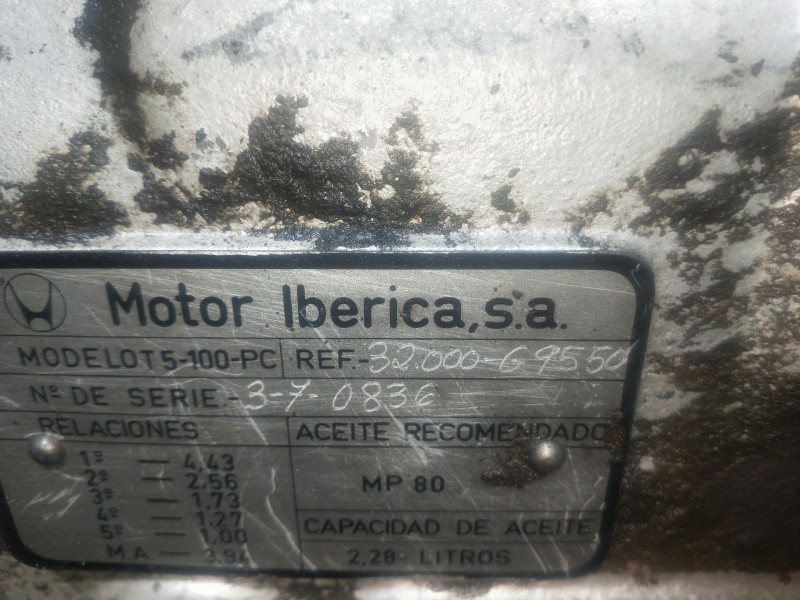 Motor Iberica, s.a.
MODELO T5-100-PC REF.- 32.000-69550
Nº DE SERIE - 3-7-0836
RELACIONES ACEITE RECOMENDADO
1ª — 4,43
2ª — 2,56
3ª — 1,73
4ª — 1,27
5ª — 1,00
M A — 3,94
MP 80
CAPACIDAD DE ACEITE
2,28 LITROS